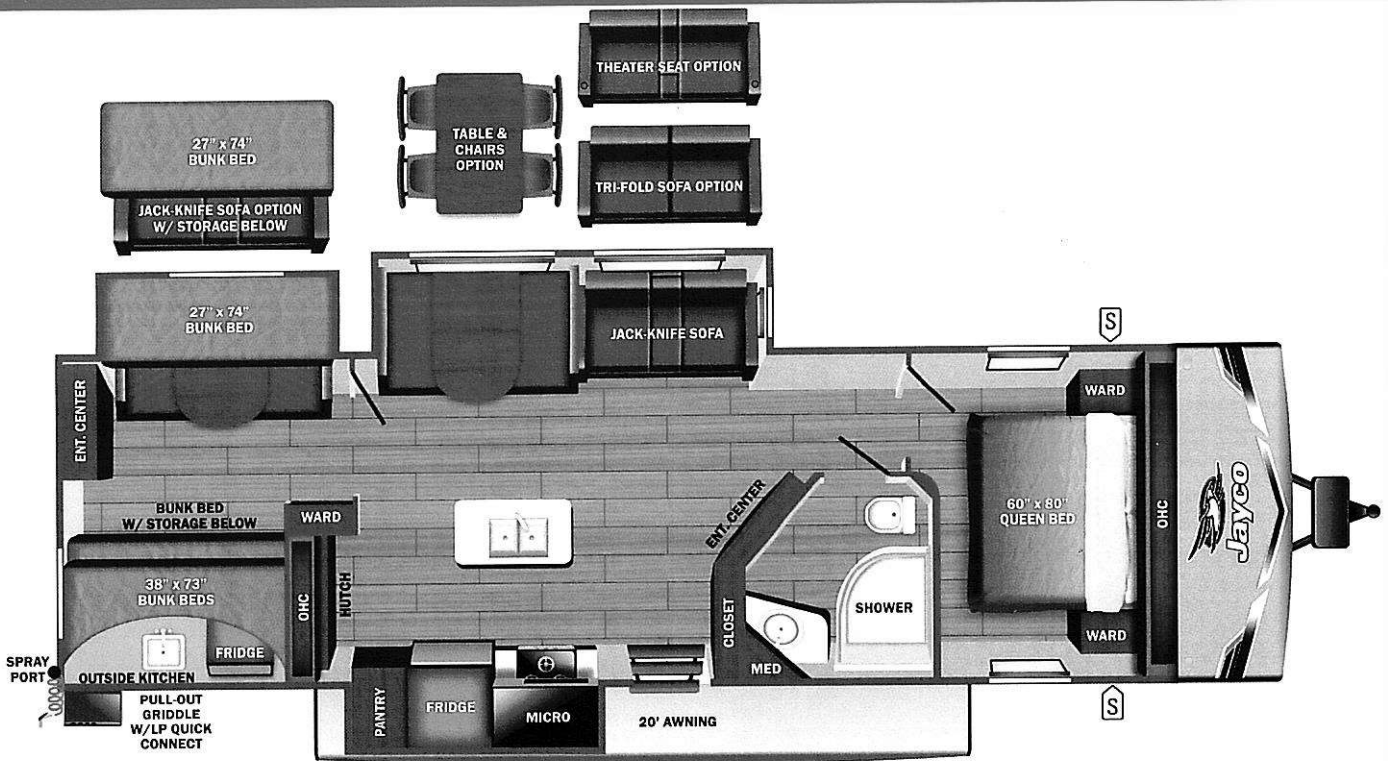 THEATER SEAT OPTION
TABLE &
CHAIRS
OPTION
27" x 74"
BUNK BED
TRI-FOLD SOFA OPTION
JACK-KNIFE SOFA OPTION
W/ STORAGE BELOW
27" x 74"
BUNK BED
JACK-KNIFE SOFA
S
ENT. CENTER
WARD
BUNK BED
W/ STORAGE BELOW
WARD
ENT. CENTER
60" x 80"
QUEEN BED
OHC
Jayco
38" x 73"
BUNK BEDS
OHC
HUTCH
CLOSET
SHOWER
FRIDGE
WARD
SPRAY
PORT
OUTSIDE KITCHEN
MED
PULL-OUT
GRIDDLE
W/LP QUICK
CONNECT
PANTRY
FRIDGE
MICRO
20' AWNING
S